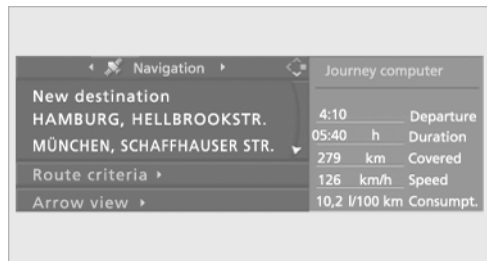 Navigation
New destination
HAMBURG, HELLBROOKSTR.
MÜNCHEN, SCHAFFHAUSER STR.
Route criteria
Arrow view
Journey computer
4:10 Departure
05:40 h Duration
279 km Covered
126 km/h Speed
10,2 l/100 km Consumpt.